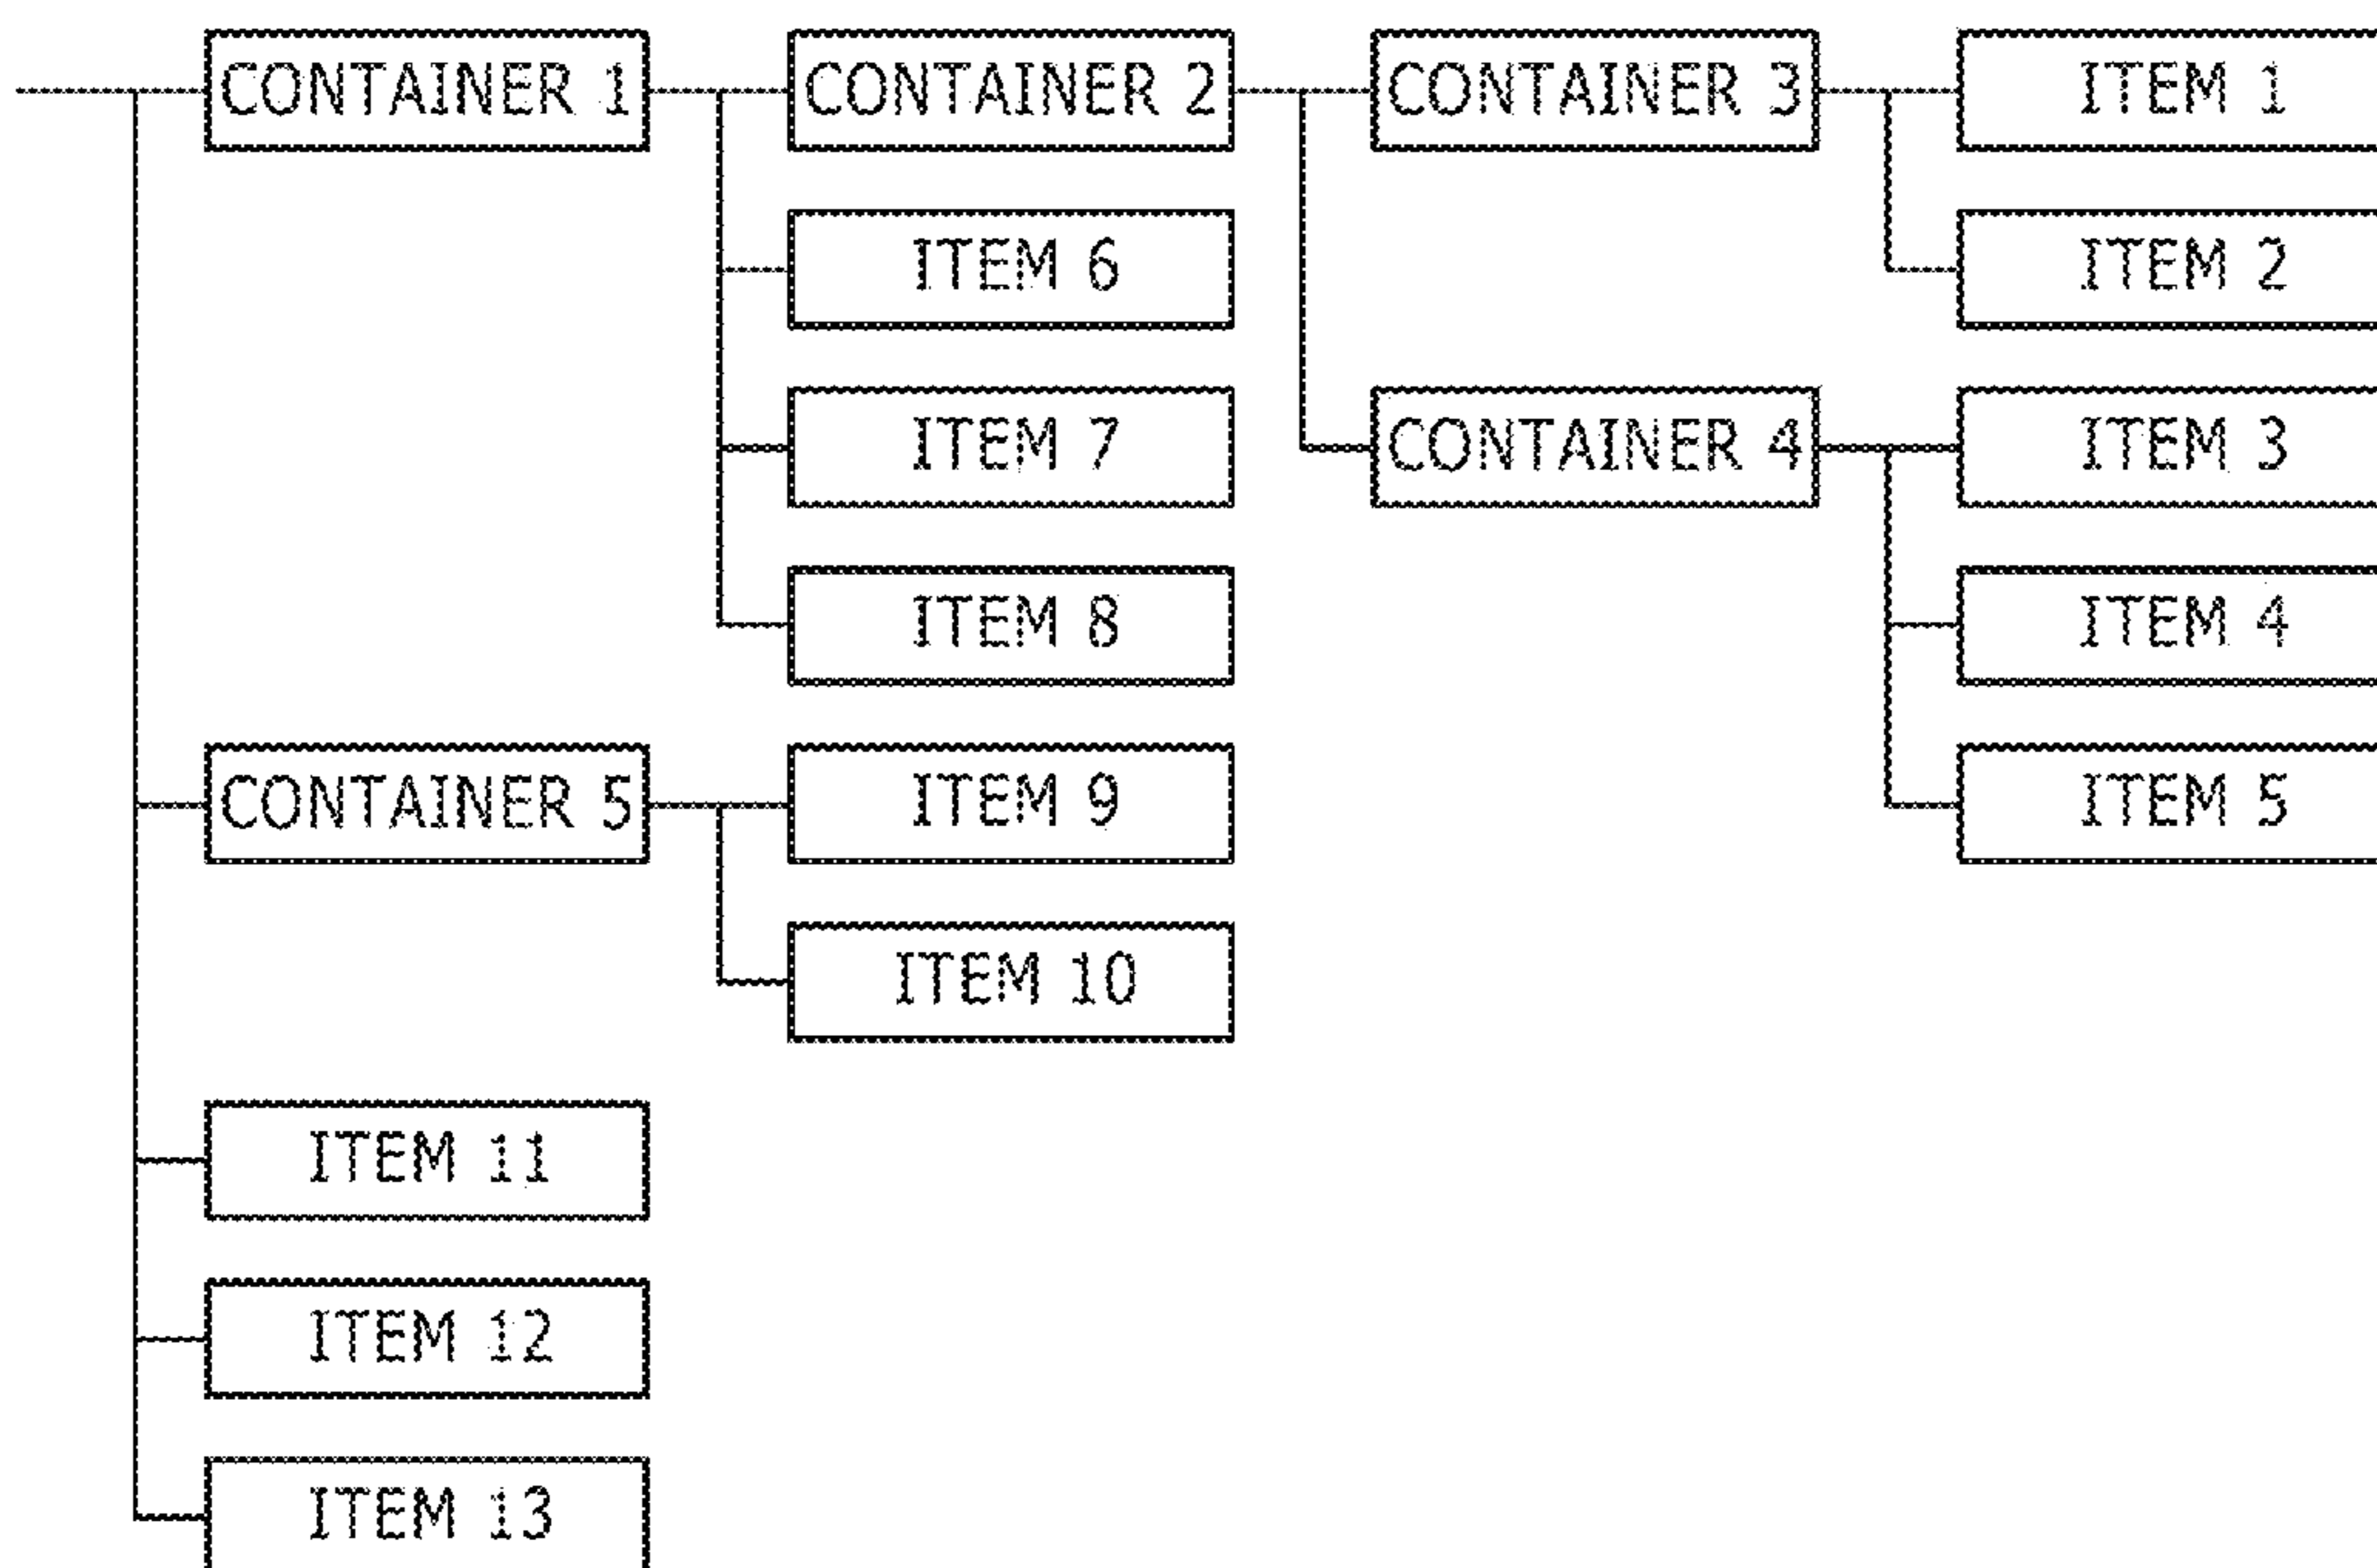 CONTAINER 1 CONTAINER 2 CONTAINER 3 ITEM 1
ITEM 6 ITEM 2
ITEM 7 CONTAINER 4 ITEM 3
ITEM 8 ITEM 4
CONTAINER 5 ITEM 9 ITEM 5
ITEM 10
ITEM 11
ITEM 12
ITEM 13